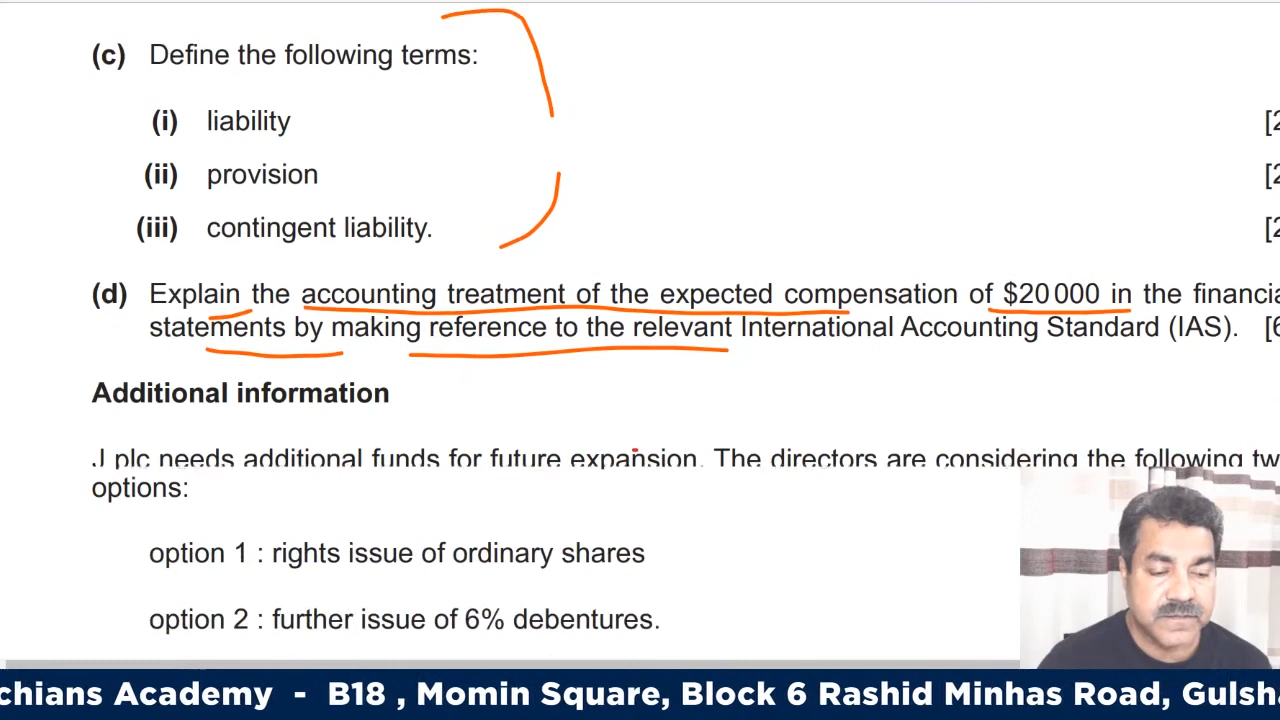 (c) Define the following terms:
(i) liability [2
(ii) provision [2
(iii) contingent liability. [2
(d) Explain the accounting treatment of the expected compensation of $20 000 in the financia
statements by making reference to the relevant International Accounting Standard (IAS). [6
Additional information
J plc needs additional funds for future expansion. The directors are considering the following tw
options:
option 1 : rights issue of ordinary shares
option 2 : further issue of 6% debentures.
chians Academy - B18 , Momin Square, Block 6 Rashid Minhas Road, Gulsha